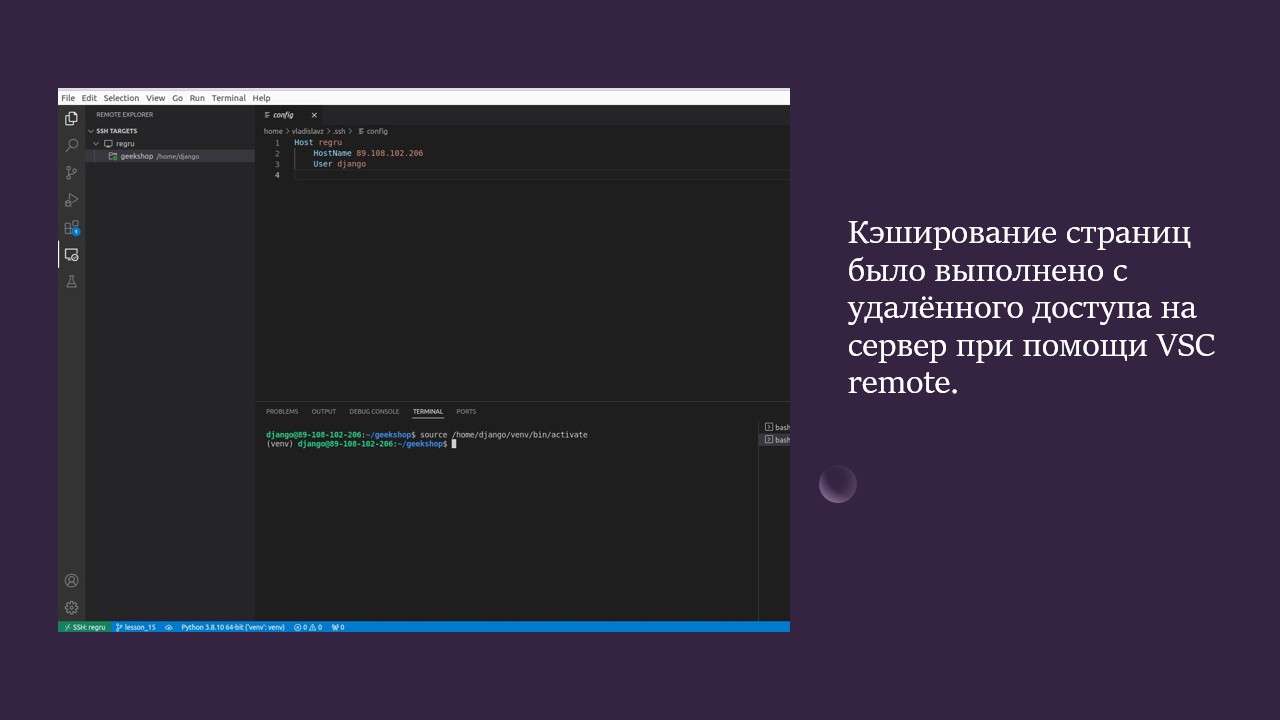 File Edit Selection View Go Run Terminal Help
REMOTE EXPLORER
SSH TARGETS
regru
geekshop /home/django
1
config
home > vladislavz > .ssh > config
1 Host regru
2 HostName 89.108.102.206
3 User django
4
PROBLEMS OUTPUT DEBUG CONSOLE TERMINAL PORTS
django@89-108-102-206:~/geekshop$ source /home/django/venv/bin/activate
(venv) django@89-108-102-206:~/geekshop$
bash
bash
SSH: regru lesson_15 Python 3.8.10 64-bit ('venv': venv) 0 0 0
Кэширование страниц
было выполнено с
удалённого доступа на
сервер при помощи VSC
remote.